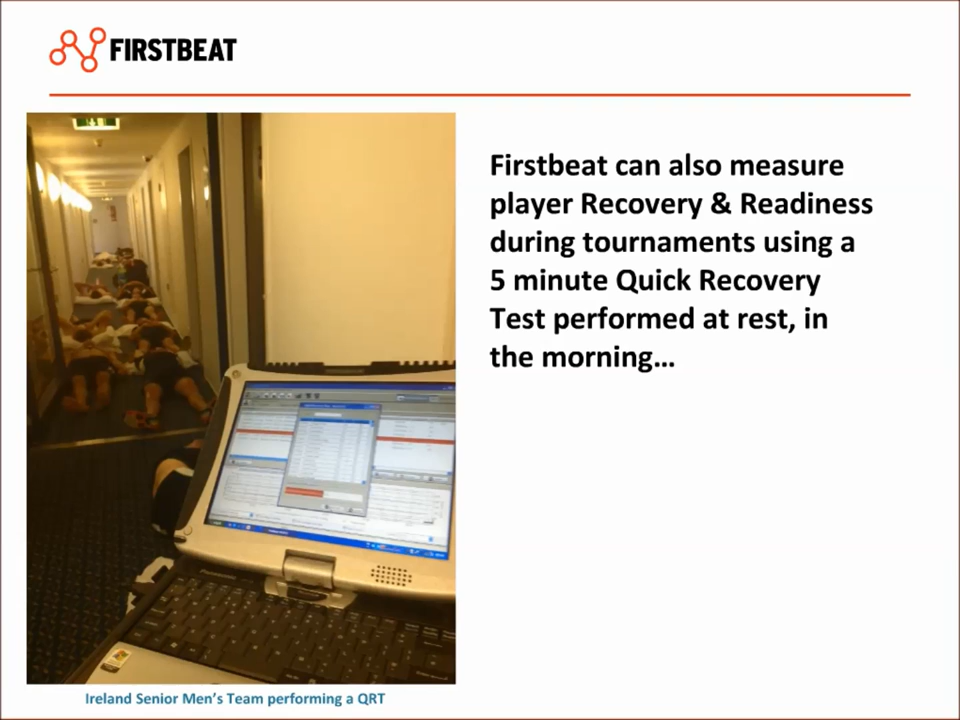 FIRSTBEAT
Firstbeat can also measure
player Recovery & Readiness
during tournaments using a
5 minute Quick Recovery
Test performed at rest, in
the morning…
Ireland Senior Men’s Team performing a QRT